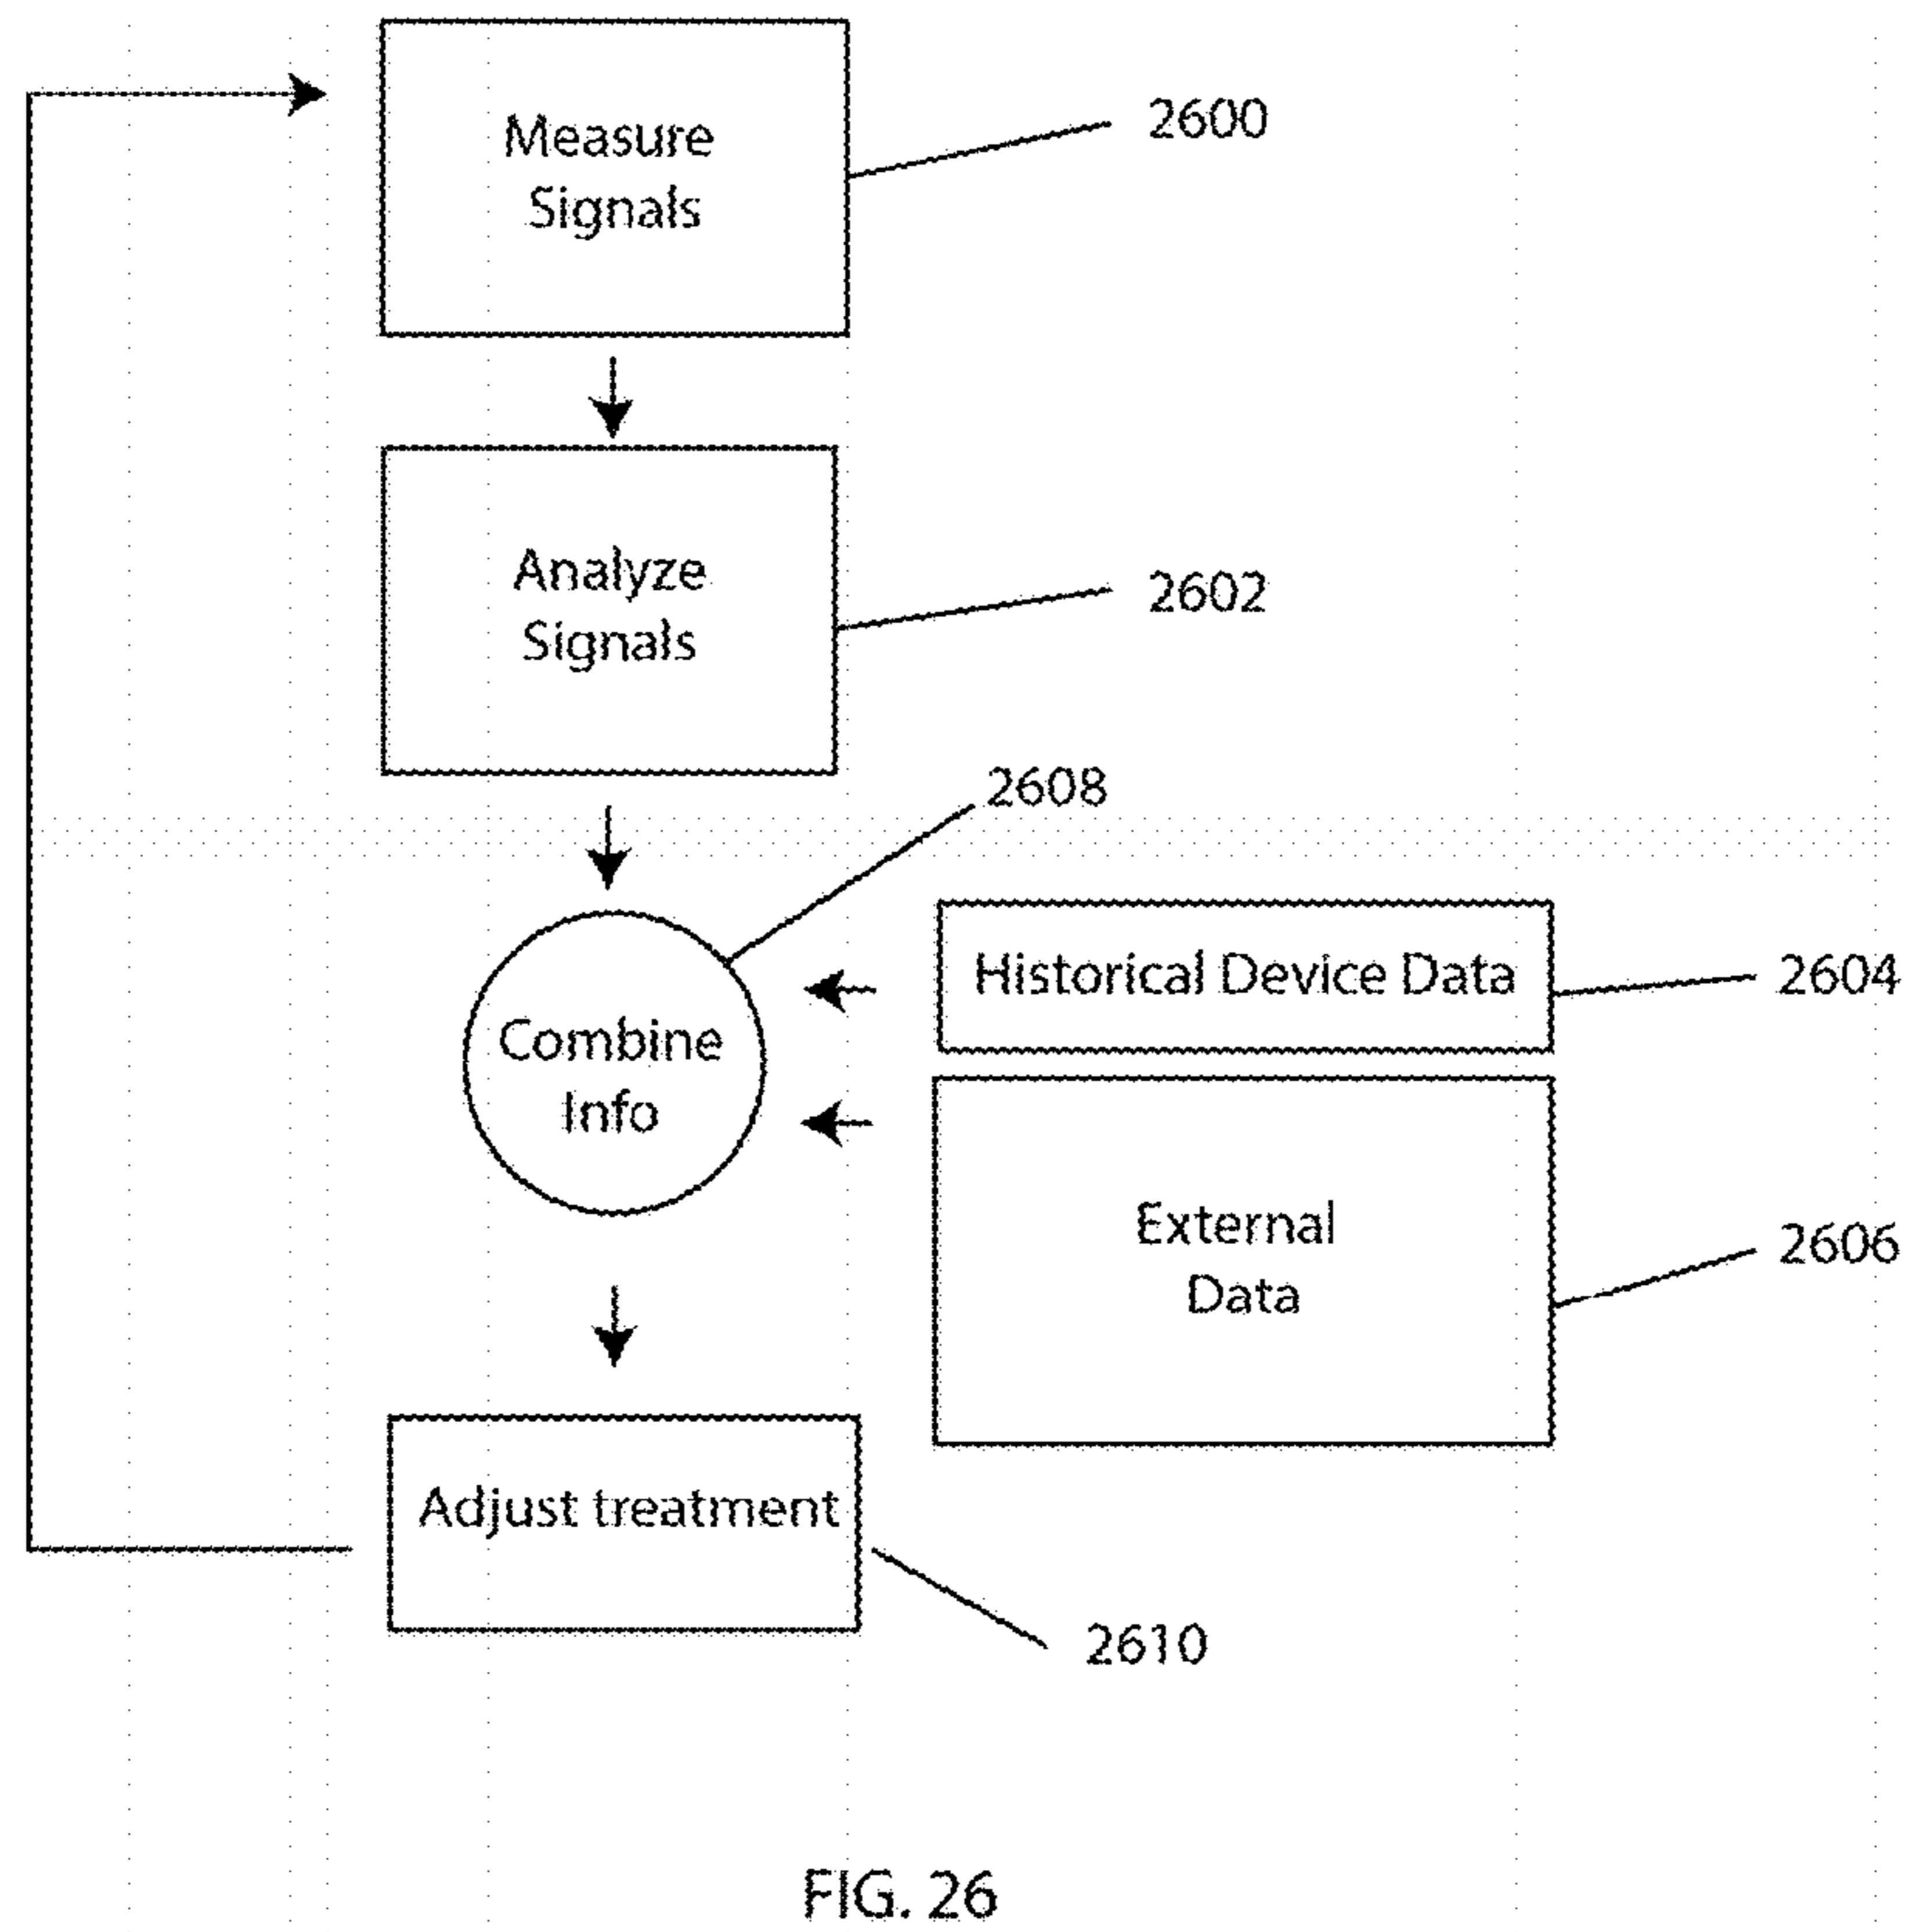 Measure
Signals
2600
Analyze
Signals
2602
2608
Combine
Info
Historical Device Data
2604
External
Data
2606
Adjust treatment
2610
FIG. 26